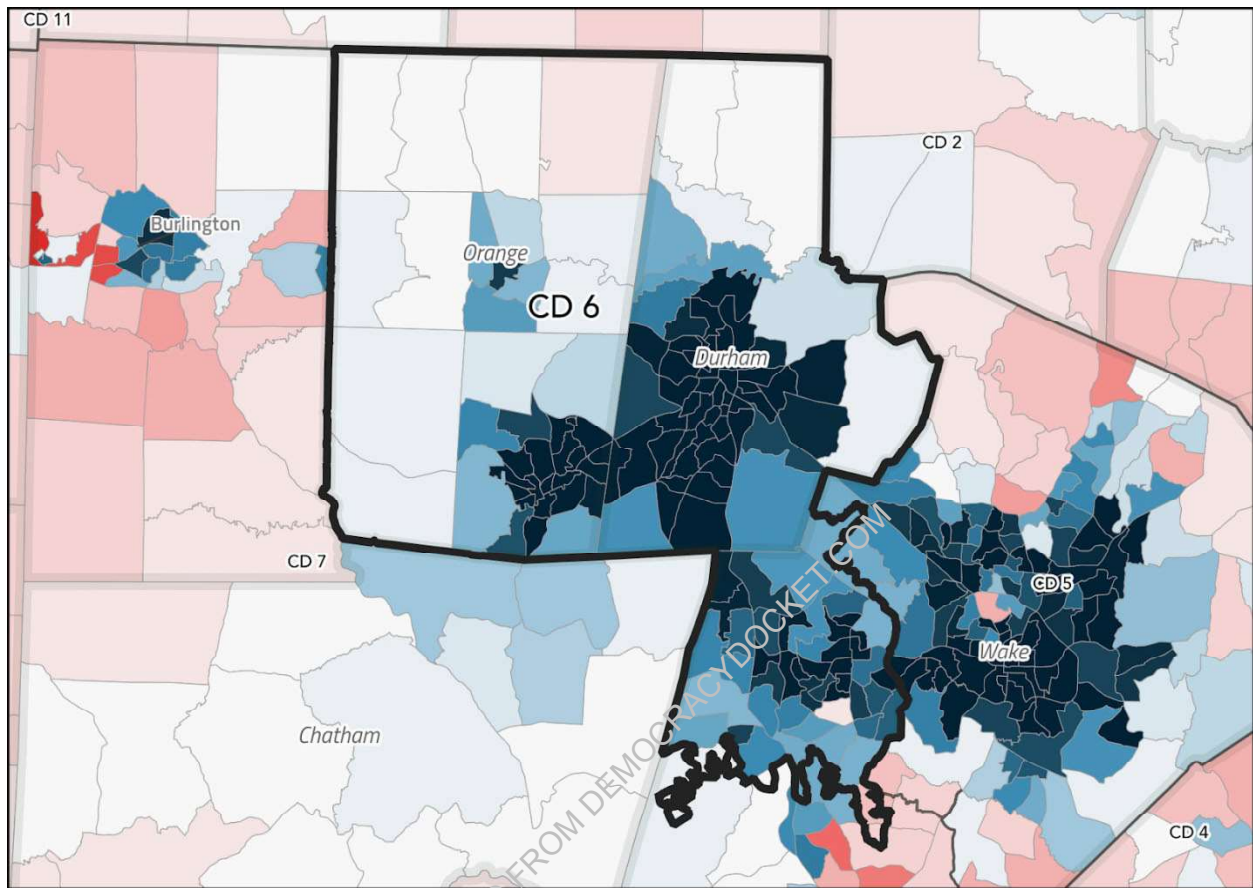 CD 11
CD 2
Burlington
Orange
CD 6
Durham
CD 7
CD 5
Wake
Chatham
CD 4
FROM DEMOCRACYDOCKET.COM